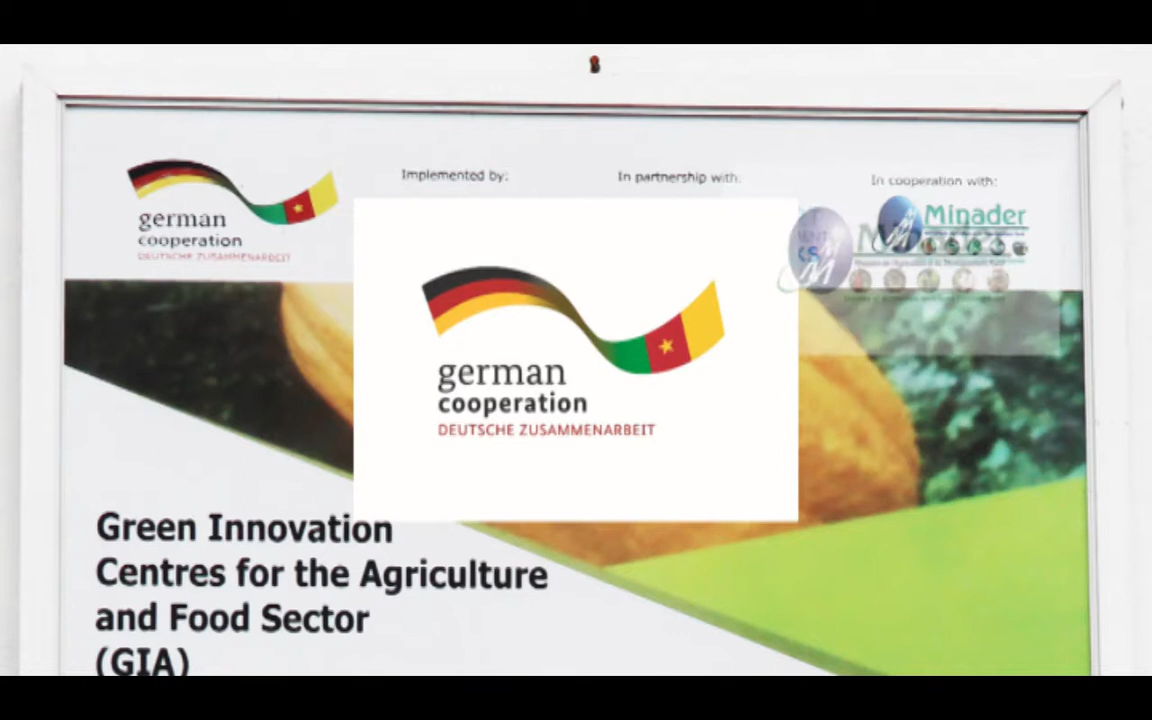 Implemented by:
In partnership with:
In cooperation with:
german
cooperation
DEUTSCHE ZUSAMMENARBEIT
Minader
german
cooperation
DEUTSCHE ZUSAMMENARBEIT
Green Innovation
Centres for the Agriculture
and Food Sector
(GIA)